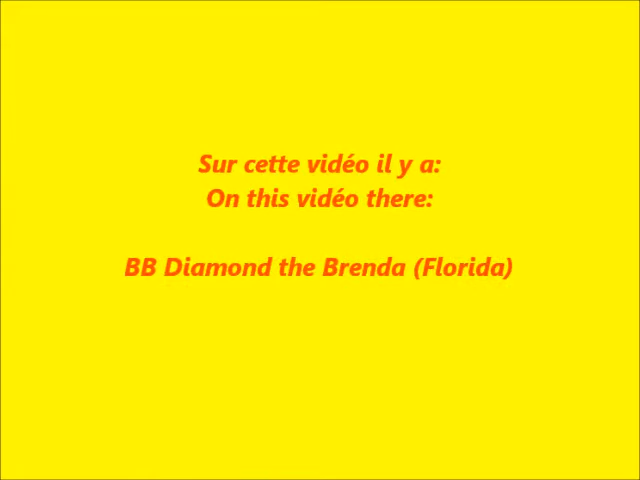 Sur cette vidéo il y a:
On this vidéo there:
BB Diamond the Brenda (Florida)